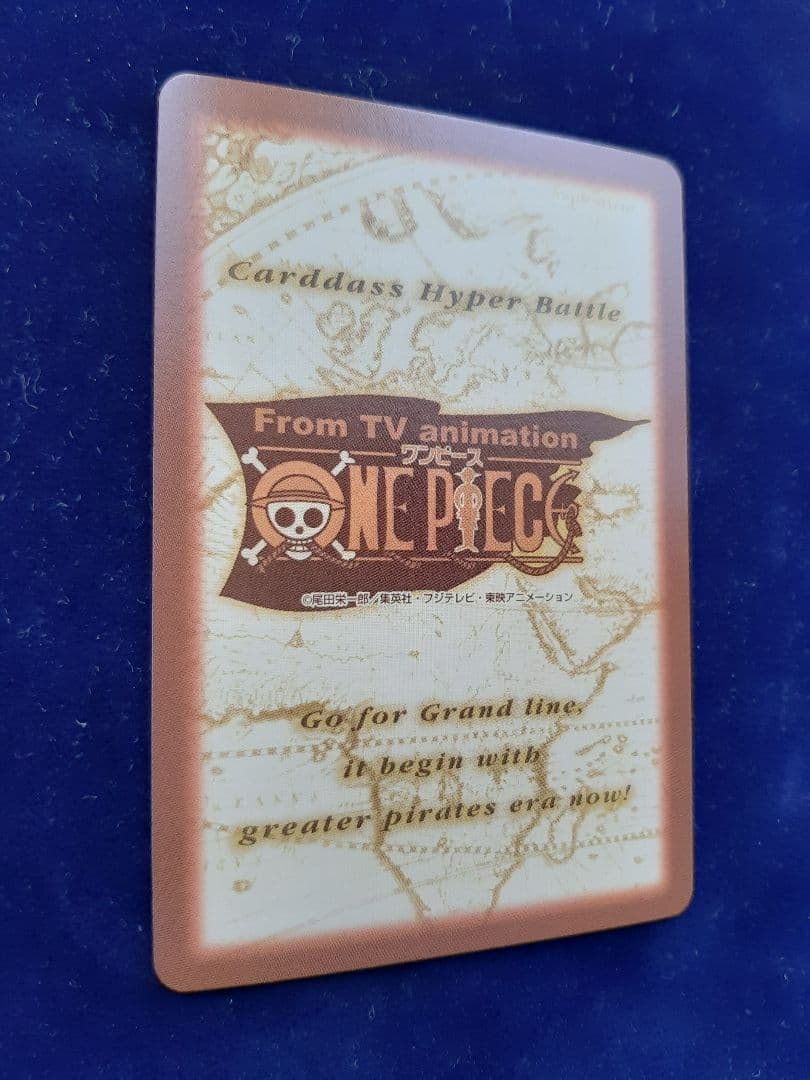 Carddass Hyper Battle
From TV animation
ワンピース
ONE PIECE
©尾田栄一郎／集英社・フジテレビ・東映アニメーション
Go for Grand line,
it begin with
greater pirates era now!